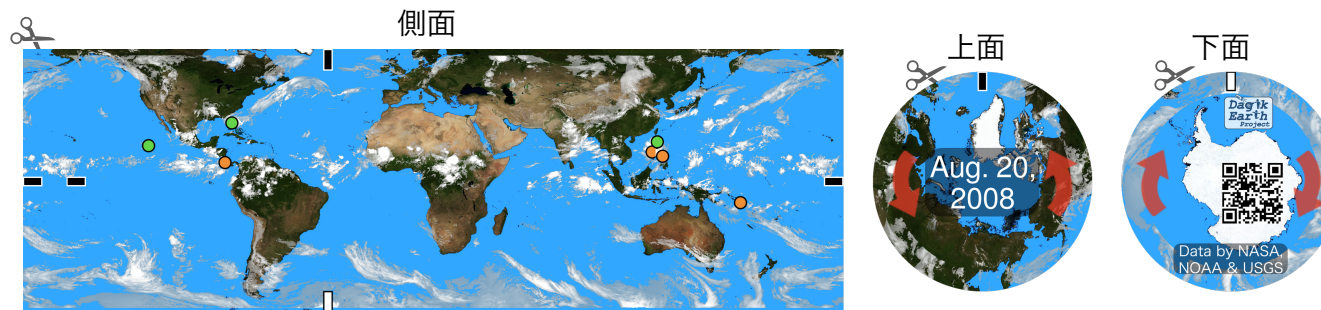 側面
上面
下面
Aug. 20,
2008
Dagik
Earth
Project
Data by NASA,
NOAA & USGS